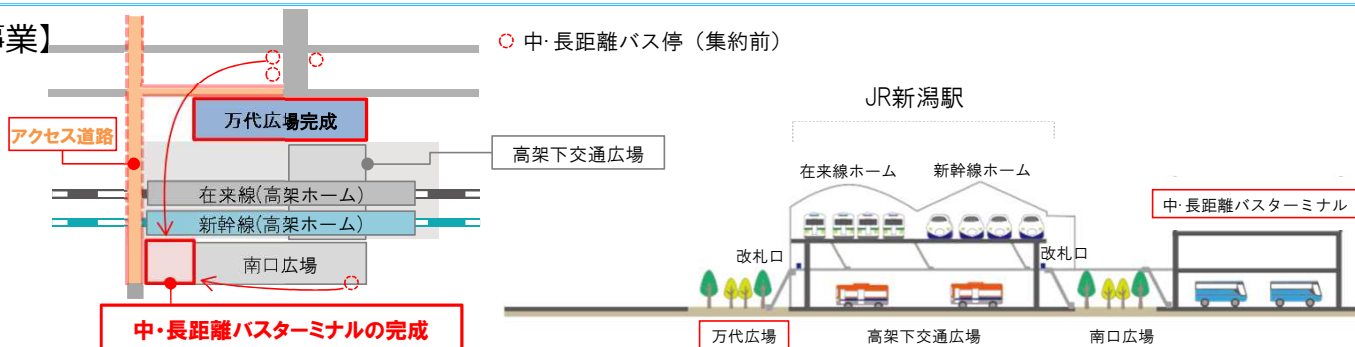 事業】
中・長距離バス停（集約前）
万代広場完成
アクセス道路
高架下交通広場
在来線(高架ホーム)
新幹線(高架ホーム)
南口広場
中・長距離バスターミナルの完成
JR新潟駅
在来線ホーム
新幹線ホーム
中・長距離バスターミナル
改札口
改札口
万代広場
高架下交通広場
南口広場